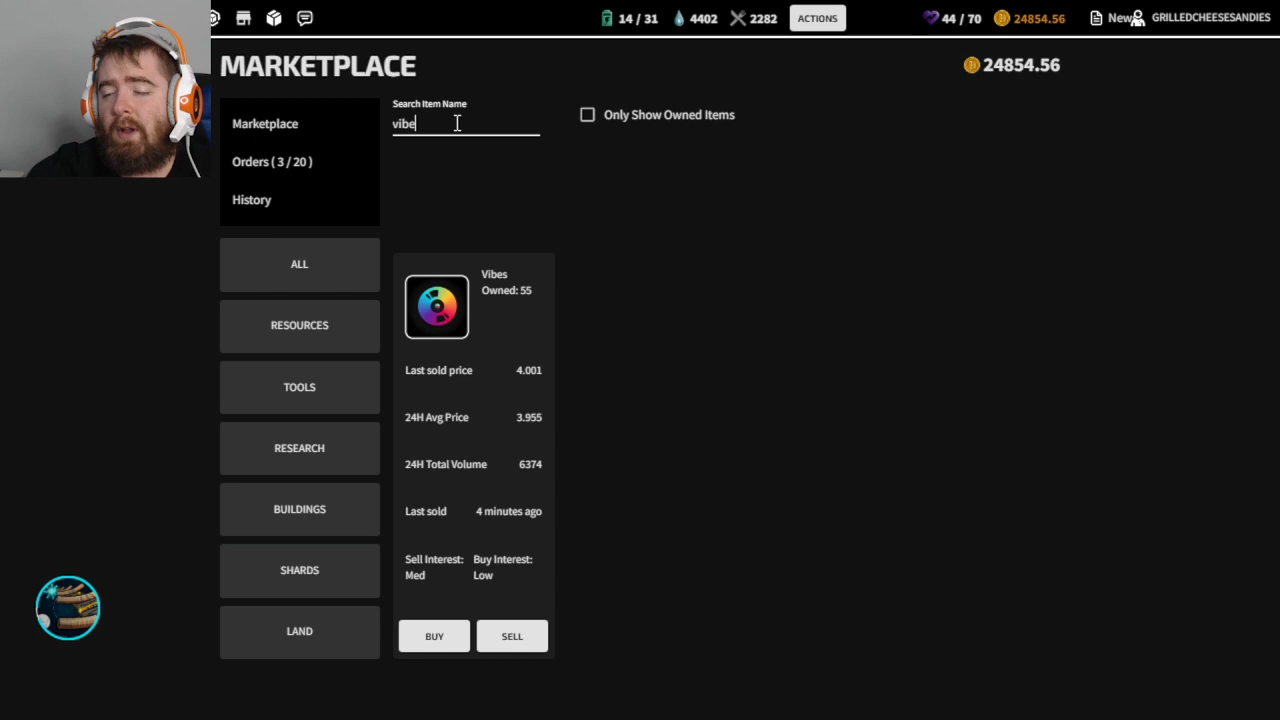 14 / 31 4402 2282 ACTIONS 44 / 70 24854.56 New GRILLEDCHEESESANDIES
MARKETPLACE 24854.56
Marketplace
Orders ( 3 / 20 )
History
Search Item Name
vibe
Only Show Owned Items
ALL
RESOURCES
TOOLS
RESEARCH
BUILDINGS
SHARDS
LAND
Vibes
Owned: 55
Last sold price 4.001
24H Avg Price 3.955
24H Total Volume 6374
Last sold 4 minutes ago
Sell Interest: Buy Interest:
Med Low
BUY SELL